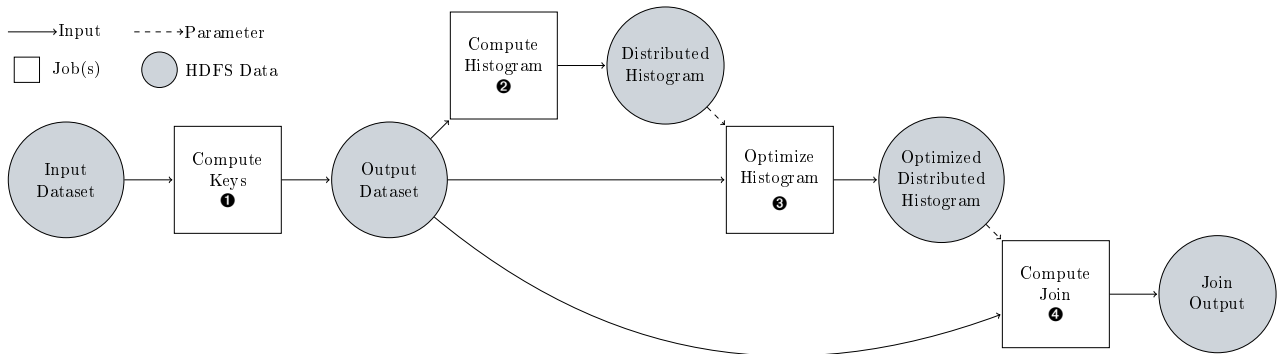 Input
Parameter
Job(s)
HDFS Data
Input
Dataset
Compute
Keys
❶
Output
Dataset
Compute
Histogram
❷
Distributed
Histogram
Optimize
Histogram
❸
Optimized
Distributed
Histogram
Compute
Join
❹
Join
Output